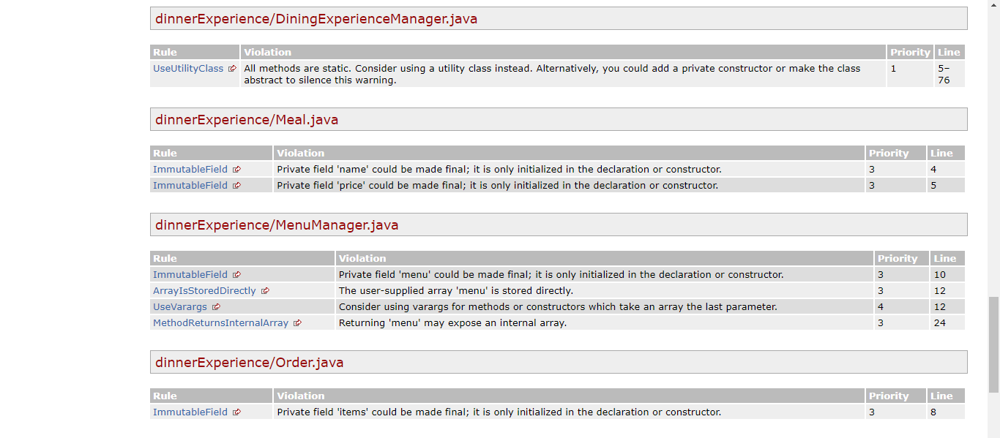 dinnerExperience/DiningExperienceManager.java
Rule Violation Priority Line
UseUtilityClass All methods are static. Consider using a utility class instead. Alternatively, you could add a private constructor or make the class 1 5–
abstract to silence this warning. 76
dinnerExperience/Meal.java
Rule Violation Priority Line
ImmutableField Private field 'name' could be made final; it is only initialized in the declaration or constructor. 3 4
ImmutableField Private field 'price' could be made final; it is only initialized in the declaration or constructor. 3 5
dinnerExperience/MenuManager.java
Rule Violation Priority Line
ImmutableField Private field 'menu' could be made final; it is only initialized in the declaration or constructor. 3 10
ArrayIsStoredDirectly The user-supplied array 'menu' is stored directly. 3 12
UseVarargs Consider using varargs for methods or constructors which take an array the last parameter. 4 12
MethodReturnsInternalArray Returning 'menu' may expose an internal array. 3 24
dinnerExperience/Order.java
Rule Violation Priority Line
ImmutableField Private field 'items' could be made final; it is only initialized in the declaration or constructor. 3 8